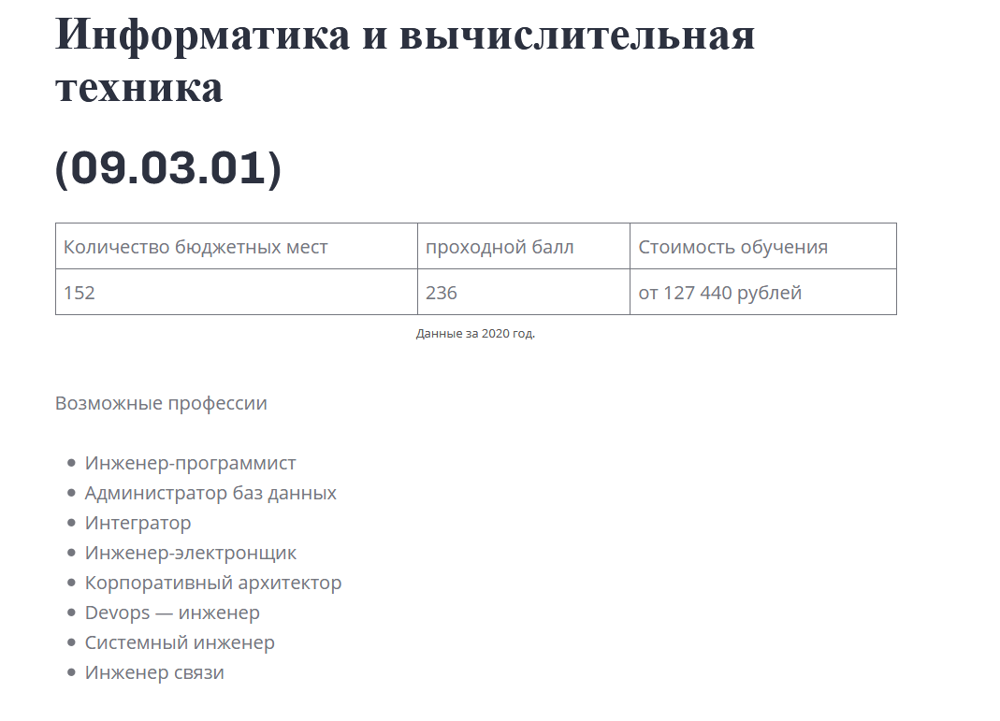 Информатика и вычислительная
техника
(09.03.01)
Количество бюджетных мест проходной балл Стоимость обучения
152 236 от 127 440 рублей
Данные за 2020 год.
Возможные профессии
Инженер-программист
Администратор баз данных
Интегратор
Инженер-электронщик
Корпоративный архитектор
Devops — инженер
Системный инженер
Инженер связи